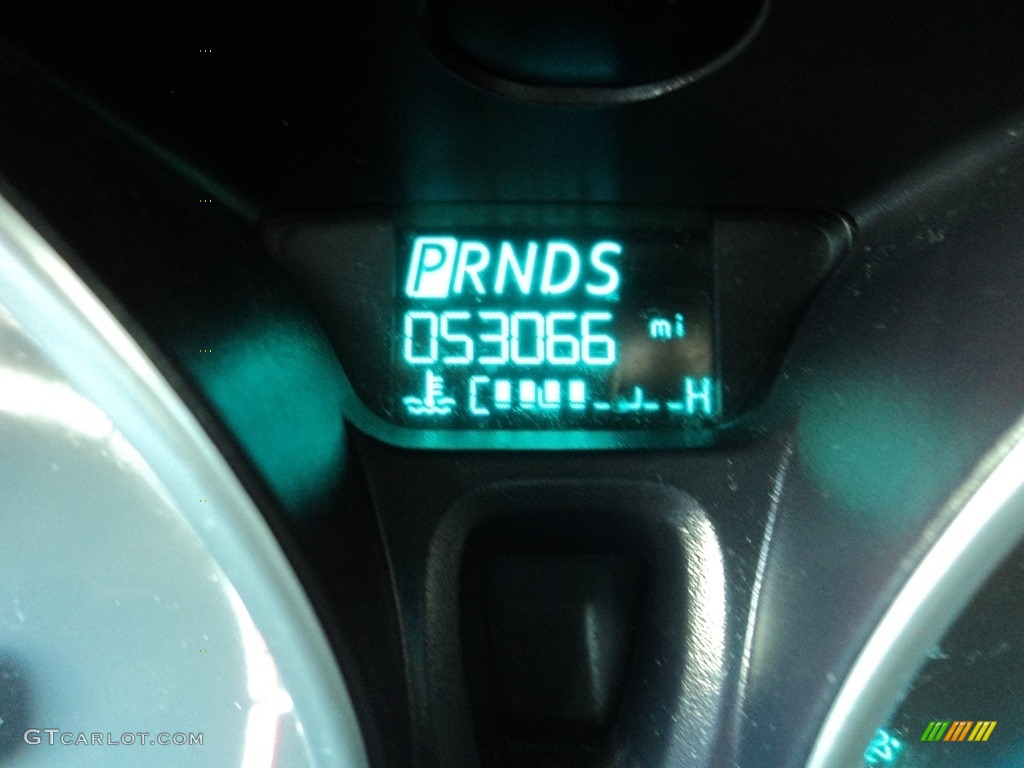 PRNDS
053066 mi
C H
GTCARLOT.COM